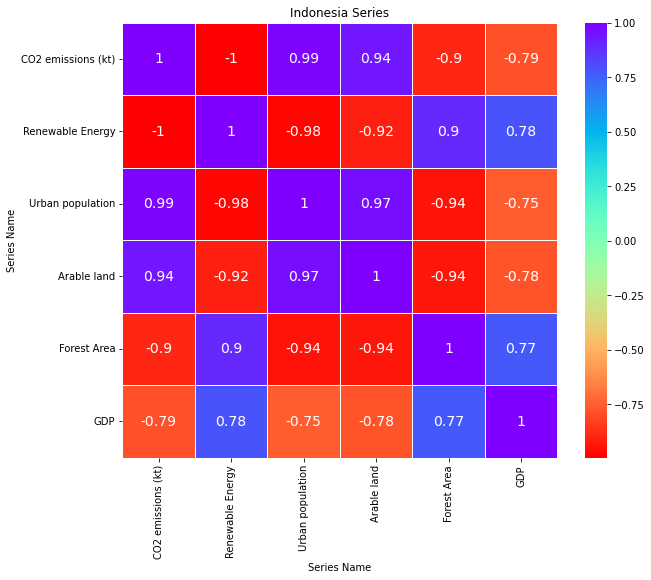 Indonesia Series
CO2 emissions (kt) 1 -1 0.99 0.94 -0.9 -0.79
Renewable Energy -1 1 -0.98 -0.92 0.9 0.78
Urban population 0.99 -0.98 1 0.97 -0.94 -0.75
Arable land 0.94 -0.92 0.97 1 -0.94 -0.78
Forest Area -0.9 0.9 -0.94 -0.94 1 0.77
GDP -0.79 0.78 -0.75 -0.78 0.77 1
Series Name
CO2 emissions (kt)
Renewable Energy
Urban population
Arable land
Forest Area
GDP
Series Name
1.00
0.75
0.50
0.25
0.00
−0.25
−0.50
−0.75